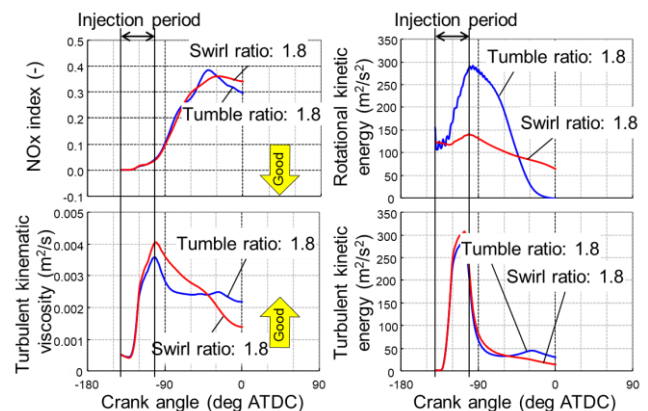 Injection period
NOx index (-)
0.5
0.4
0.3
0.2
0.1
0.0
-0.1
Swirl ratio: 1.8
Tumble ratio: 1.8
Good
Injection period
Rotational kinetic
energy (m²/s²)
350
300
250
200
150
100
50
0
Tumble ratio: 1.8
Swirl ratio: 1.8
Turbulent kinematic
viscosity (m²/s)
0.005
0.004
0.003
0.002
0.001
0
Tumble ratio: 1.8
Swirl ratio: 1.8
Good
-180
-90
0
90
Crank angle (deg ATDC)
Turbulent kinetic
energy (m²/s²)
350
300
250
200
150
100
50
0
Tumble ratio: 1.8
Swirl ratio: 1.8
-180
-90
0
90
Crank angle (deg ATDC)